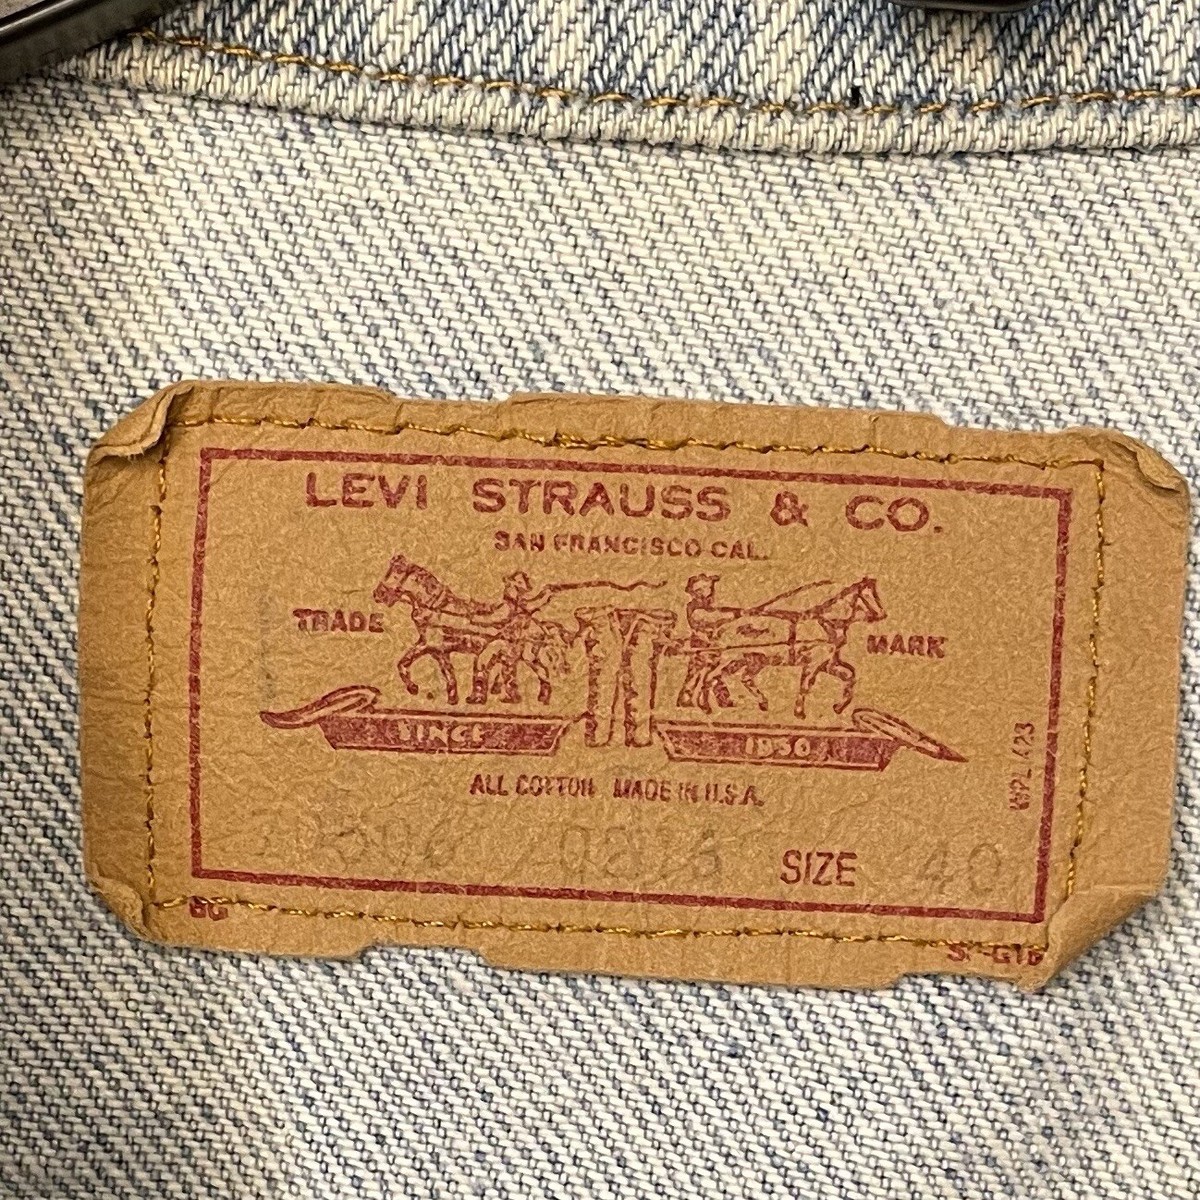 LEVI STRAUSS & CO.
SAN FRANCISCO CAL.
TRADE MARK
SINCE 1850
ALL COTTON MADE IN U.S.A.
WPL 423
SIZE 40